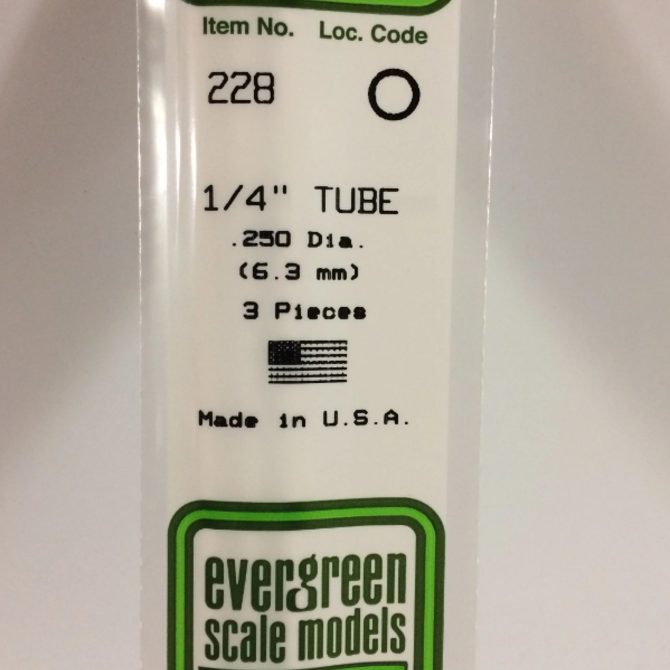 Item No. Loc. Code
228
1/4" TUBE
.250 Dia.
(6.3 mm)
3 Pieces
Made in U.S.A.
evergreen
scale models